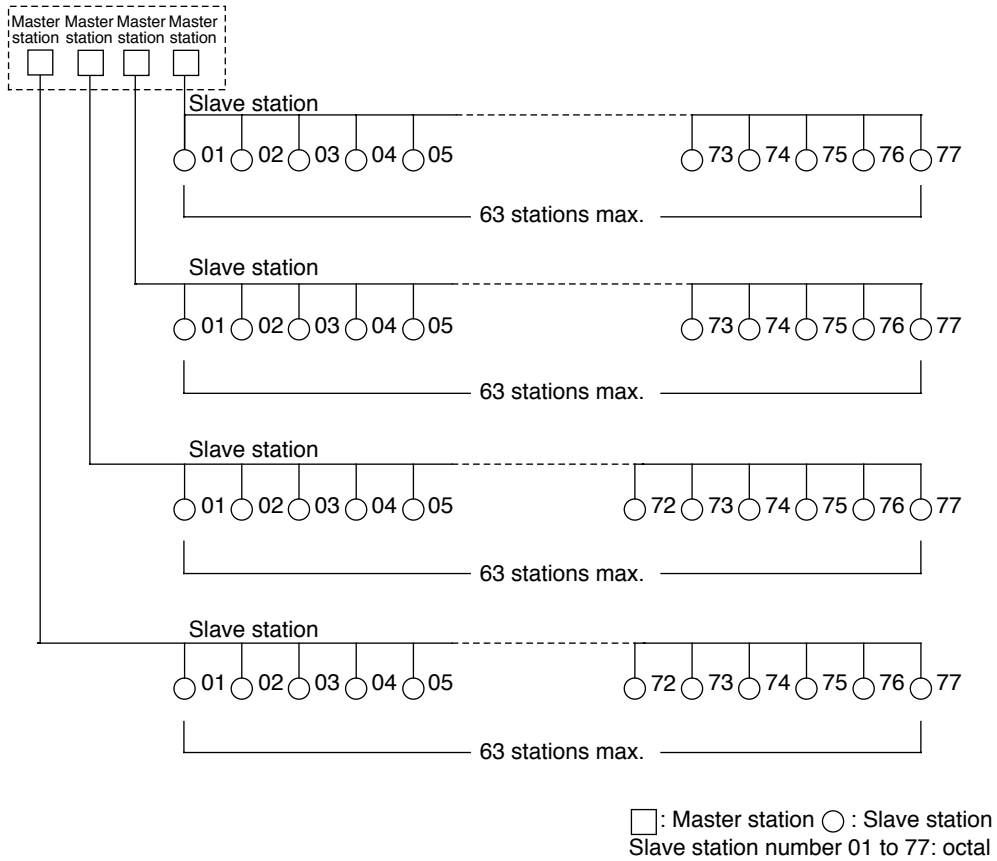 Master Master Master Master
station station station station
Slave station
01 02 03 04 05 73 74 75 76 77
63 stations max.
Slave station
01 02 03 04 05 73 74 75 76 77
63 stations max.
Slave station
01 02 03 04 05 72 73 74 75 76 77
63 stations max.
Slave station
01 02 03 04 05 72 73 74 75 76 77
63 stations max.
: Master station : Slave station
Slave station number 01 to 77: octal